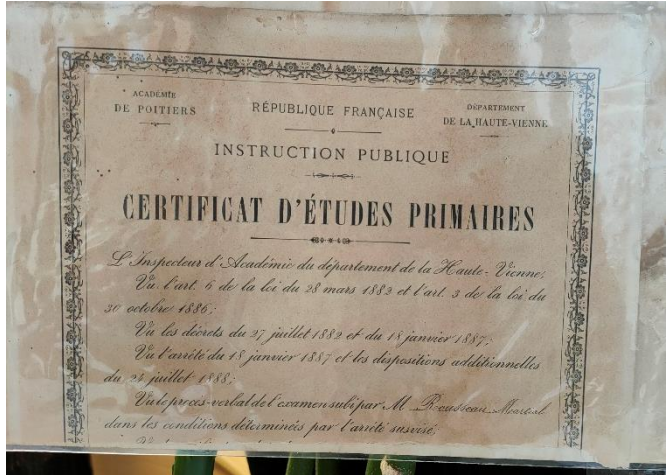 ACADÉMIE
DE POITIERS
RÉPUBLIQUE FRANÇAISE
DÉPARTEMENT
DE LA HAUTE-VIENNE
INSTRUCTION PUBLIQUE
CERTIFICAT D'ÉTUDES PRIMAIRES
L'Inspecteur d'Académie du département de la Haute-Vienne;
Vu l'art. 6 de la loi du 28 mars 1882 et l'art. 3 de la loi du
30 octobre 1886;
Vu les décrets du 27 juillet 1882 et du 18 janvier 1887;
Vu l'arrêté du 18 janvier 1887 et les dispositions additionnelles
du 24 juillet 1888;
Vu le procès-verbal de l'examen subi par M Martial
dans les conditions déterminées par l'arrêté susvisé;